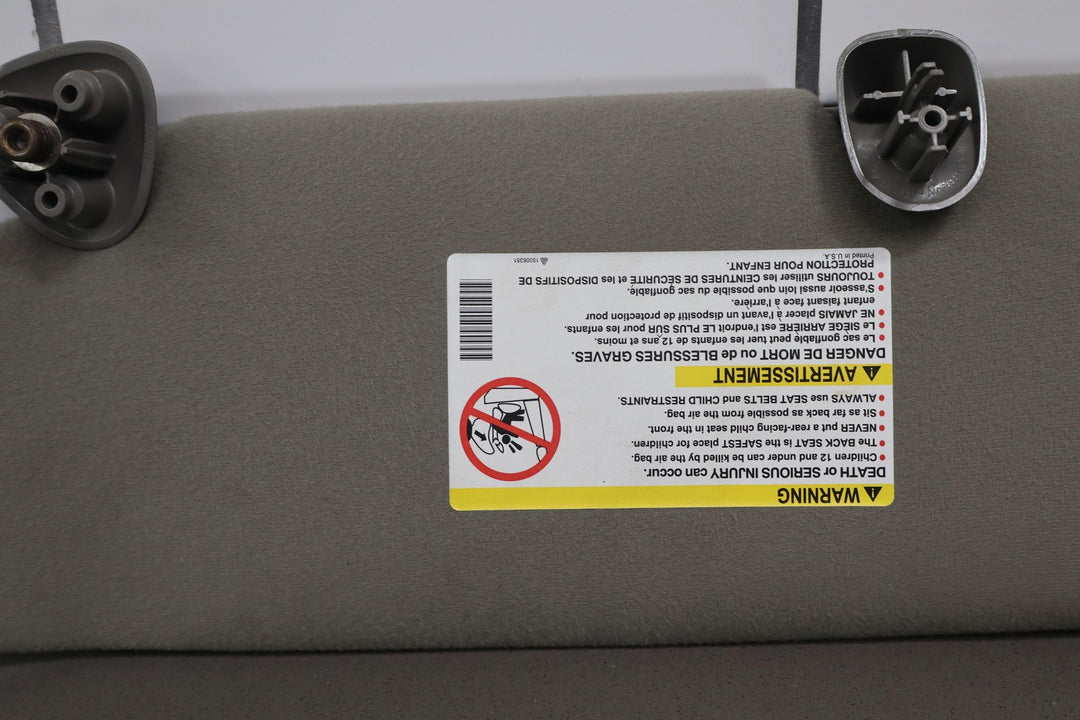 WARNING
DEATH or SERIOUS INJURY can occur.
• Children 12 and under can be killed by the air bag.
• The BACK SEAT is the SAFEST place for children.
• NEVER put a rear-facing child seat in the front.
• Sit as far back as possible from the air bag.
• ALWAYS use SEAT BELTS and CHILD RESTRAINTS.
AVERTISSEMENT
DANGER DE MORT ou de BLESSURES GRAVES.
• Le sac gonflable peut tuer les enfants de 12 ans et moins.
• Le SIÈGE ARRIÈRE est l'endroit LE PLUS SÛR pour les enfants.
• NE JAMAIS placer à l'avant un dispositif de protection pour
enfant faisant face à l'arrière.
• S'asseoir aussi loin que possible du sac gonflable.
• TOUJOURS utiliser les CEINTURES DE SÉCURITÉ et les DISPOSITIFS DE
PROTECTION POUR ENFANT.
Printed in U.S.A.
15006351